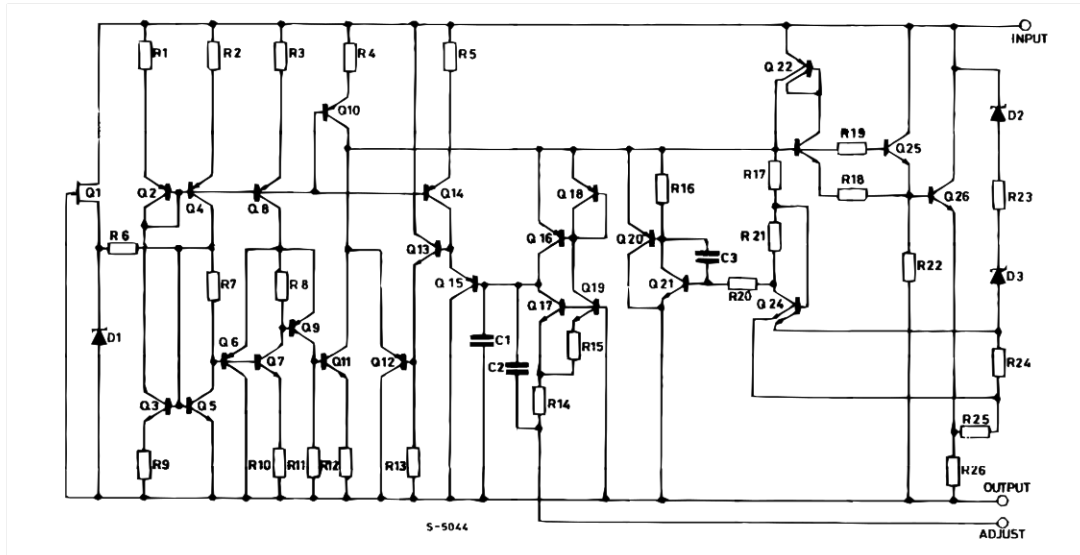 INPUT
R1
R2
R3
R4
R5
Q22
Q10
D2
R19
Q25
Q1
Q2
Q4
Q8
Q14
Q18
R16
R17
R18
Q26
R23
R6
Q13
Q16
Q20
C3
R21
R22
D3
R7
R8
Q15
Q17
Q19
Q21
R20
Q24
D1
Q6
Q7
Q9
Q11
Q12
C1
C2
R15
R24
Q3
Q5
R14
R25
R9
R10
R11
R12
R13
R26
OUTPUT
S-5044
ADJUST